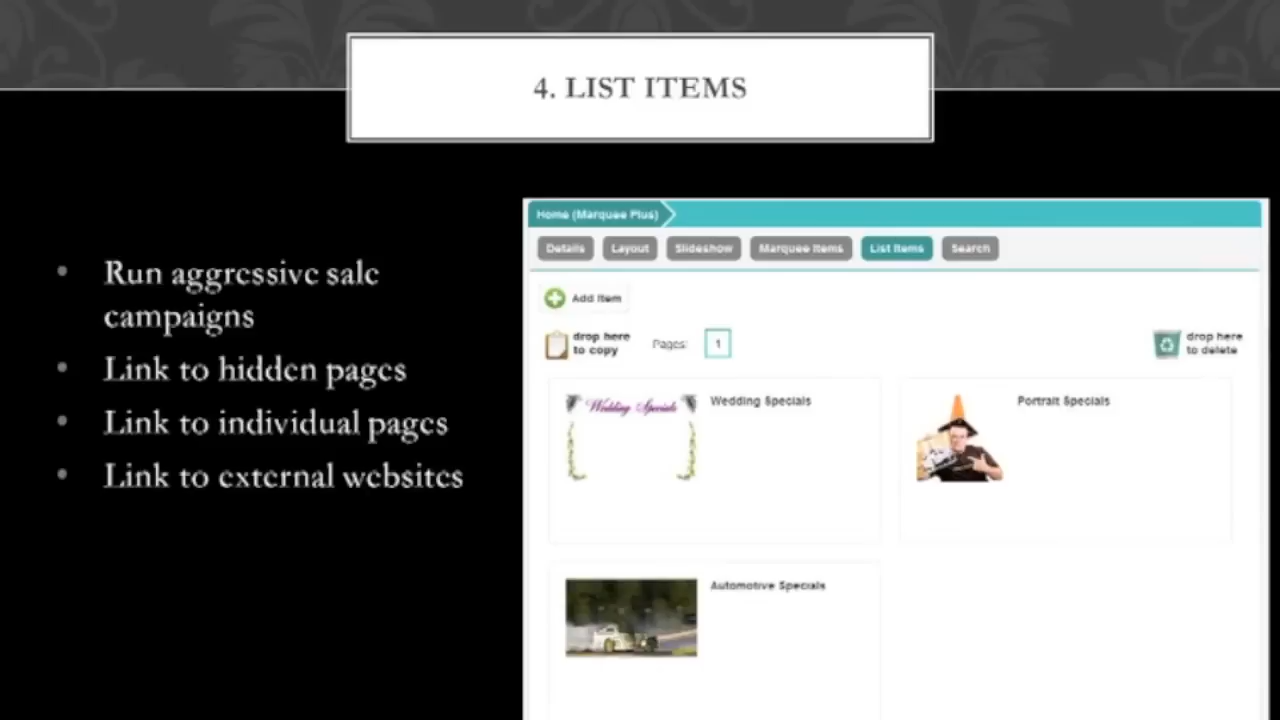 4. LIST ITEMS
Run aggressive sale
campaigns
Link to hidden pages
Link to individual pages
Link to external websites
Home (Marquee Plus)
Details
Layout
Slideshow
Marquee Items
List Items
Search
Add Item
drop here
to copy
Pages:
1
drop here
to delete
Wedding Specials
Wedding Specials
Portrait Specials
Automotive Specials